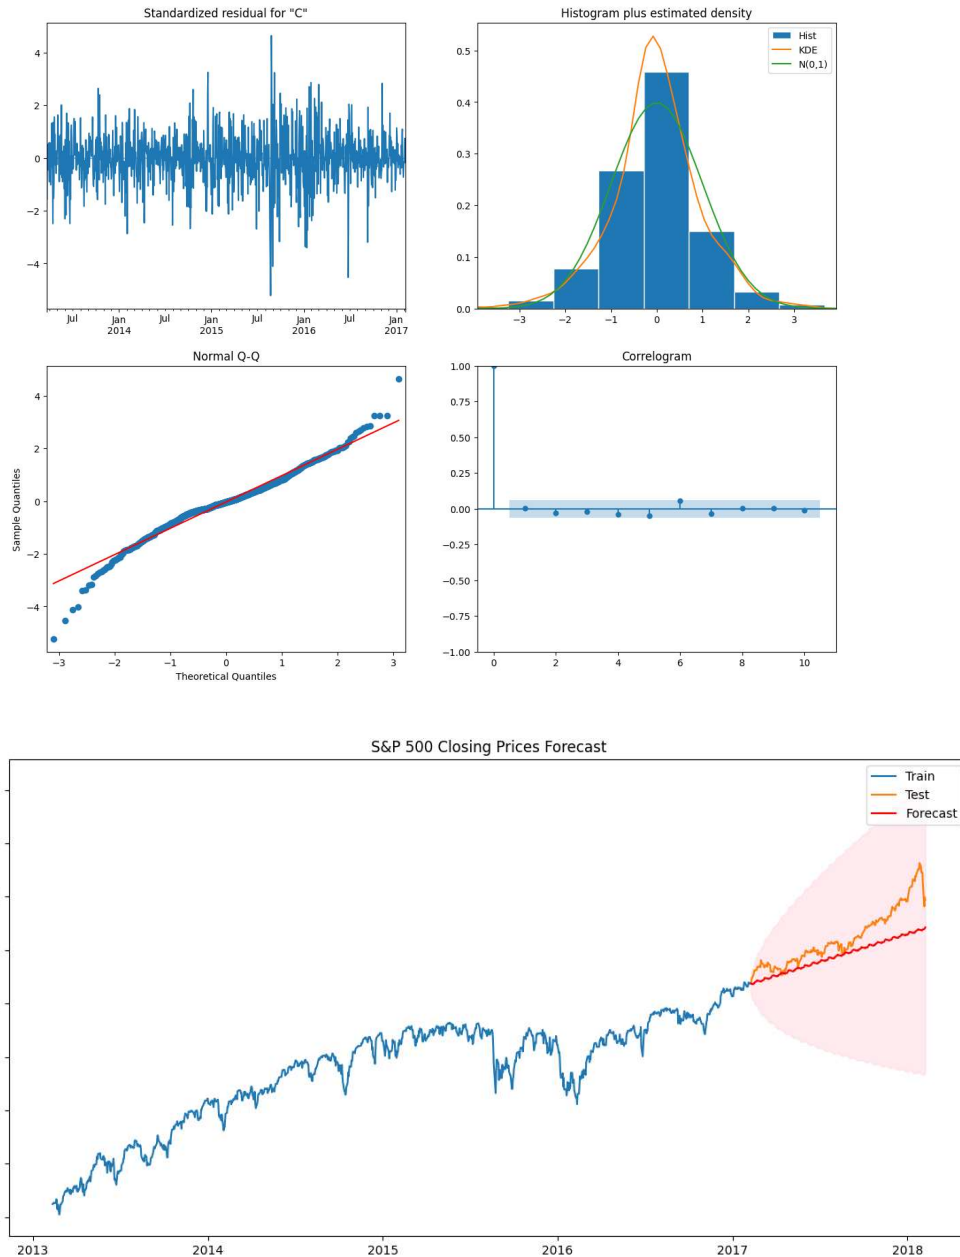 Standardized residual for "C"
4
2
0
−2
−4
Jul
Jan
2014
Jul
Jan
2015
Jul
Jan
2016
Jul
Jan
2017
Histogram plus estimated density
Hist
KDE
N(0,1)
0.5
0.4
0.3
0.2
0.1
0.0
−3
−2
−1
0
1
2
3
Normal Q-Q
Sample Quantiles
4
2
0
−2
−4
−3
−2
−1
0
1
2
3
Theoretical Quantiles
Correlogram
1.00
0.75
0.50
0.25
0.00
−0.25
−0.50
−0.75
−1.00
0
2
4
6
8
10
S&P 500 Closing Prices Forecast
Train
Test
Forecast
2013
2014
2015
2016
2017
2018